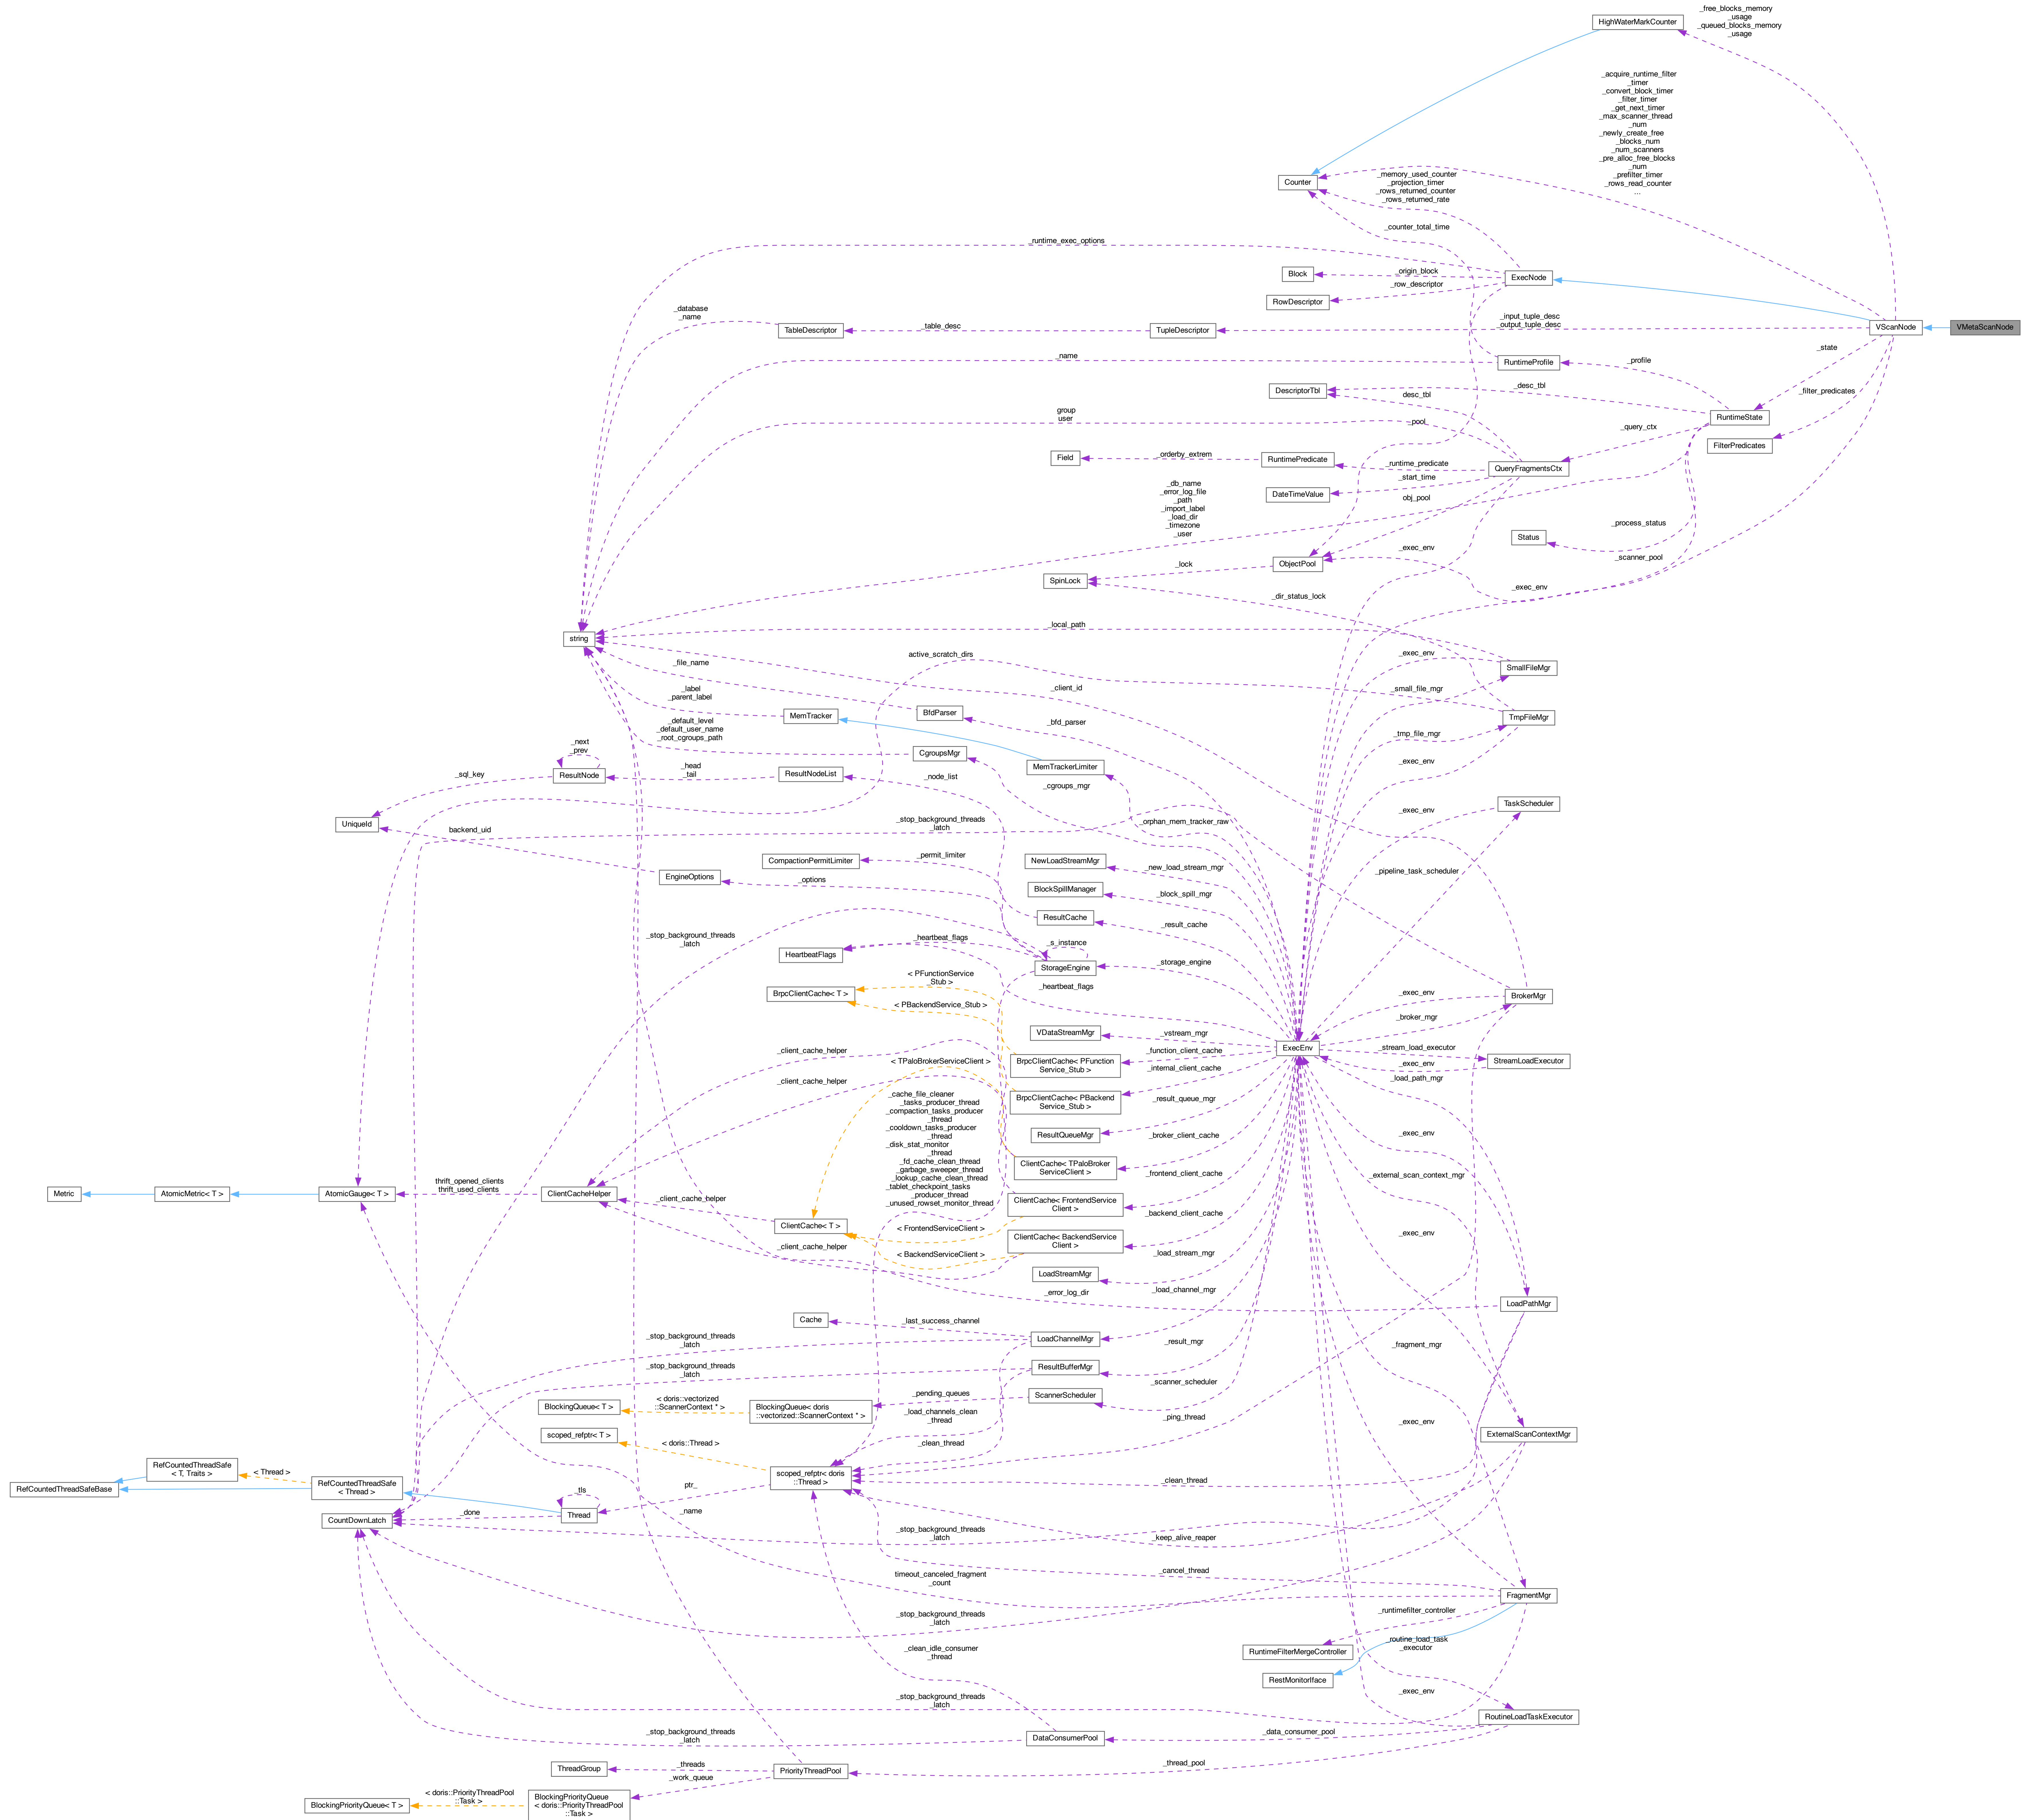 _free_blocks_memory
_usage
_queued_blocks_memory
_usage
HighWaterMarkCounter
_acquire_runtime_filter
_timer
_convert_block_timer
_filter_timer
_get_next_timer
_max_scanner_thread
_num
_newly_create_free
_blocks_num
_num_scanners
_pre_alloc_free_blocks
_num
_prefilter_timer
_rows_read_counter
...
Counter
_memory_used_counter
_projection_timer
_rows_returned_counter
_rows_returned_rate
_counter_total_time
_runtime_exec_options
Block
_origin_block
ExecNode
_row_descriptor
RowDescriptor
_database
_name
TableDescriptor
_table_desc
TupleDescriptor
_input_tuple_desc
_output_tuple_desc
VScanNode
VMetaScanNode
_name
RuntimeProfile
_profile
_state
DescriptorTbl
_desc_tbl
desc_tbl
_filter_predicates
group
user
_pool
RuntimeState
_query_ctx
FilterPredicates
Field
_orderby_extrem
RuntimePredicate
_runtime_predicate
QueryFragmentsCtx
_start_time
DateTimeValue
_db_name
_error_log_file
_path
_import_label
_load_dir
_timezone
_user
obj_pool
_process_status
Status
_exec_env
_scanner_pool
ObjectPool
_lock
SpinLock
_exec_env
_dir_status_lock
string
_local_path
active_scratch_dirs
_exec_env
_file_name
SmallFileMgr
_label
_parent_label
_client_id
_small_file_mgr
MemTracker
BfdParser
_bfd_parser
TmpFileMgr
_default_level
_default_user_name
_root_cgroups_path
_tmp_file_mgr
_next
_prev
CgroupsMgr
_exec_env
_sql_key
ResultNode
_head
_tail
ResultNodeList
_node_list
MemTrackerLimiter
_cgroups_mgr
TaskScheduler
_exec_env
UniqueId
backend_uid
_stop_background_threads
_latch
_orphan_mem_tracker_raw
CompactionPermitLimiter
_permit_limiter
NewLoadStreamMgr
_new_load_stream_mgr
_pipeline_task_scheduler
EngineOptions
_options
BlockSpillManager
_block_spill_mgr
ResultCache
_result_cache
_stop_background_threads
_latch
_heartbeat_flags
_s_instance
HeartbeatFlags
StorageEngine
_storage_engine
< PFunctionService
_Stub >
_heartbeat_flags
BrpcClientCache< T >
_exec_env
BrokerMgr
< PBackendService_Stub >
_broker_mgr
VDataStreamMgr
_vstream_mgr
ExecEnv
_stream_load_executor
_client_cache_helper
BrpcClientCache< PFunction
Service_Stub >
_function_client_cache
_exec_env
StreamLoadExecutor
< TPaloBrokerServiceClient >
_internal_client_cache
_load_path_mgr
_client_cache_helper
BrpcClientCache< PBackend
Service_Stub >
_result_queue_mgr
_cache_file_cleaner
_tasks_producer_thread
_compaction_tasks_producer
_thread
_cooldown_tasks_producer
_thread
_disk_stat_monitor
_thread
_fd_cache_clean_thread
_garbage_sweeper_thread
_lookup_cache_clean_thread
_tablet_checkpoint_tasks
_producer_thread
_unused_rowset_monitor_thread
ResultQueueMgr
_broker_client_cache
_exec_env
ClientCache< TPaloBroker
ServiceClient >
_frontend_client_cache
_external_scan_context_mgr
Metric
AtomicMetric< T >
AtomicGauge< T >
thrift_opened_clients
thrift_used_clients
ClientCacheHelper
_client_cache_helper
ClientCache< FrontendService
Client >
_backend_client_cache
ClientCache< T >
< FrontendServiceClient >
_client_cache_helper
< BackendServiceClient >
ClientCache< BackendService
Client >
_exec_env
_load_stream_mgr
LoadStreamMgr
_error_log_dir
_load_channel_mgr
LoadPathMgr
Cache
_last_success_channel
LoadChannelMgr
_stop_background_threads
_latch
_result_mgr
_fragment_mgr
_stop_background_threads
_latch
ResultBufferMgr
_scanner_scheduler
_pending_queues
ScannerScheduler
BlockingQueue< T >
< doris::vectorized
::ScannerContext * >
BlockingQueue< doris
::vectorized::ScannerContext * >
_load_channels_clean
_thread
_ping_thread
_exec_env
scoped_refptr< T >
< doris::Thread >
_clean_thread
ExternalScanContextMgr
RefCountedThreadSafe
< T, Traits >
< Thread >
scoped_refptr< doris
::Thread >
_clean_thread
RefCountedThreadSafeBase
RefCountedThreadSafe
< Thread >
_tls
ptr_
Thread
_name
CountDownLatch
_done
_stop_background_threads
_latch
_keep_alive_reaper
timeout_canceled_fragment
_count
_cancel_thread
FragmentMgr
_stop_background_threads
_latch
_runtimefilter_controller
_clean_idle_consumer
_thread
RuntimeFilterMergeController
_routine_load_task
_executor
RestMonitorIface
_stop_background_threads
_latch
_exec_env
RoutineLoadTaskExecutor
_stop_background_threads
_latch
DataConsumerPool
_data_consumer_pool
ThreadGroup
_threads
PriorityThreadPool
_thread_pool
_work_queue
BlockingPriorityQueue< T >
< doris::PriorityThreadPool
::Task >
BlockingPriorityQueue
< doris::PriorityThreadPool
::Task >